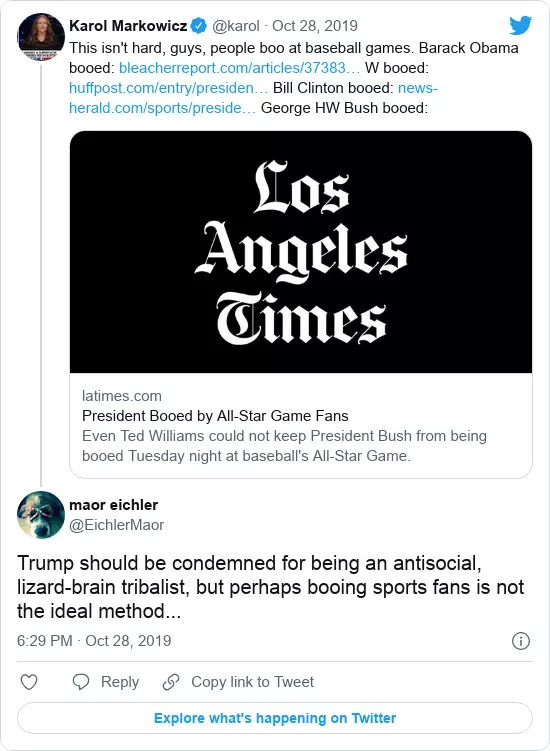 Karol Markowicz @karol · Oct 28, 2019
This isn't hard, guys, people boo at baseball games. Barack Obama
booed: bleacherreport.com/articles/37383… W booed:
huffpost.com/entry/presiden… Bill Clinton booed: news-
herald.com/sports/preside… George HW Bush booed:
Los
Angeles
Times
latimes.com
President Booed by All-Star Game Fans
Even Ted Williams could not keep President Bush from being
booed Tuesday night at baseball's All-Star Game.
maor eichler
@EichlerMaor
Trump should be condemned for being an antisocial,
lizard-brain tribalist, but perhaps booing sports fans is not
the ideal method...
6:29 PM · Oct 28, 2019
Reply Copy link to Tweet
Explore what's happening on Twitter